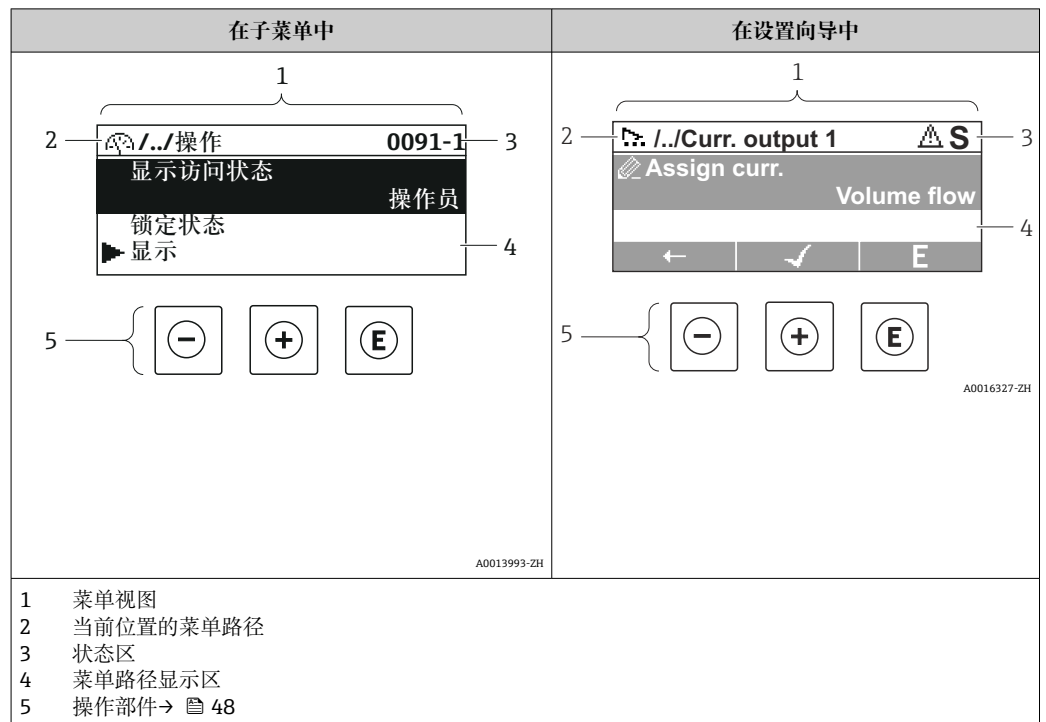 在子菜单中
在设置向导中
1
2
/../操作 0091-1
3
显示访问状态
操作员
锁定状态
显示
4
5
- + E
A0013993-ZH
1
2
/../Curr. output 1 S
3
Assign curr.
Volume flow
4
← ✓ E
5
- + E
A0016327-ZH
1 菜单视图
2 当前位置的菜单路径
3 状态区
4 菜单路径显示区
5 操作部件→ 48